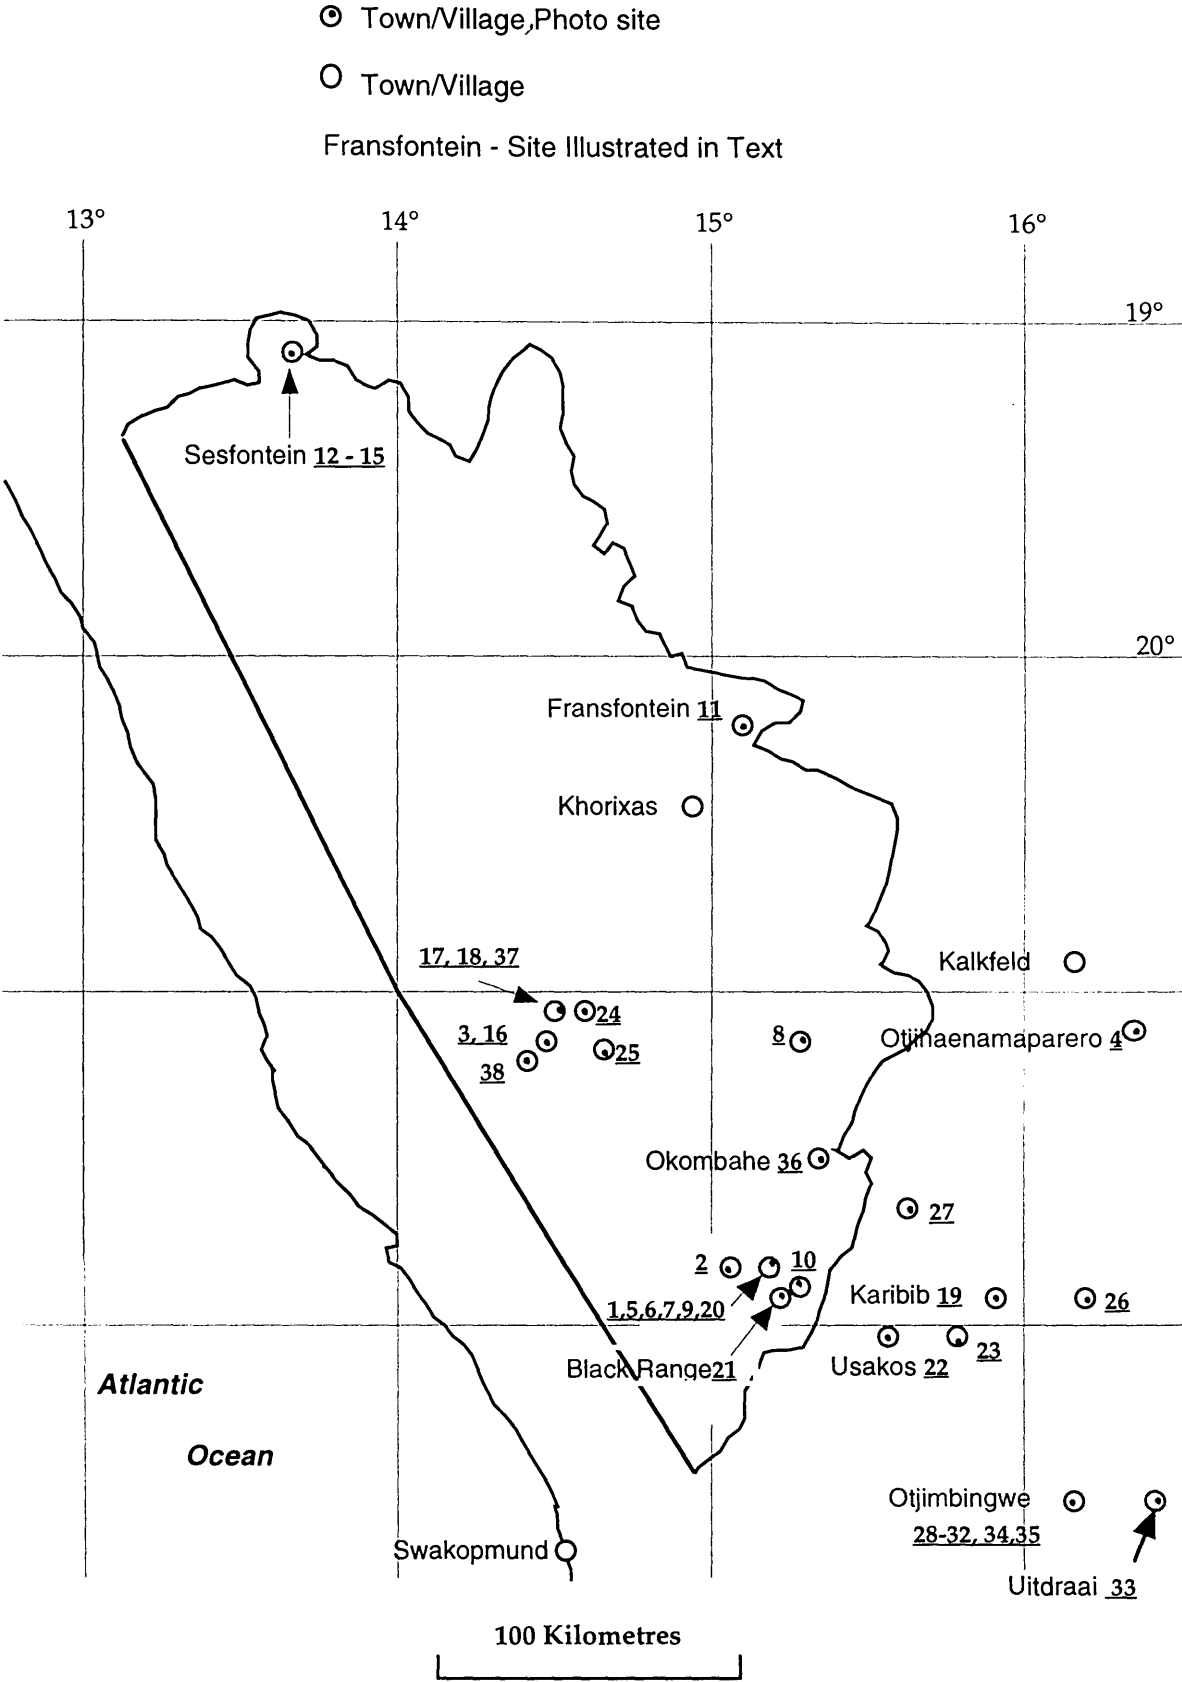 Town/Village,Photo site
Town/Village
Fransfontein - Site Illustrated in Text
13° 14° 15° 16°
19°
Sesfontein 12 - 15
20°
Fransfontein 11
Khorixas
17, 18, 37
Kalkfeld
24
3, 16
8
Otjihaenamaparero 4
25
38
Okombahe 36
27
2
10
1,5,6,7,9,20
Karibib 19
26
23
Black Range21
Usakos 22
Atlantic
Ocean
Otjimbingwe
28-32, 34,35
Swakopmund
Uitdraai 33
100 Kilometres